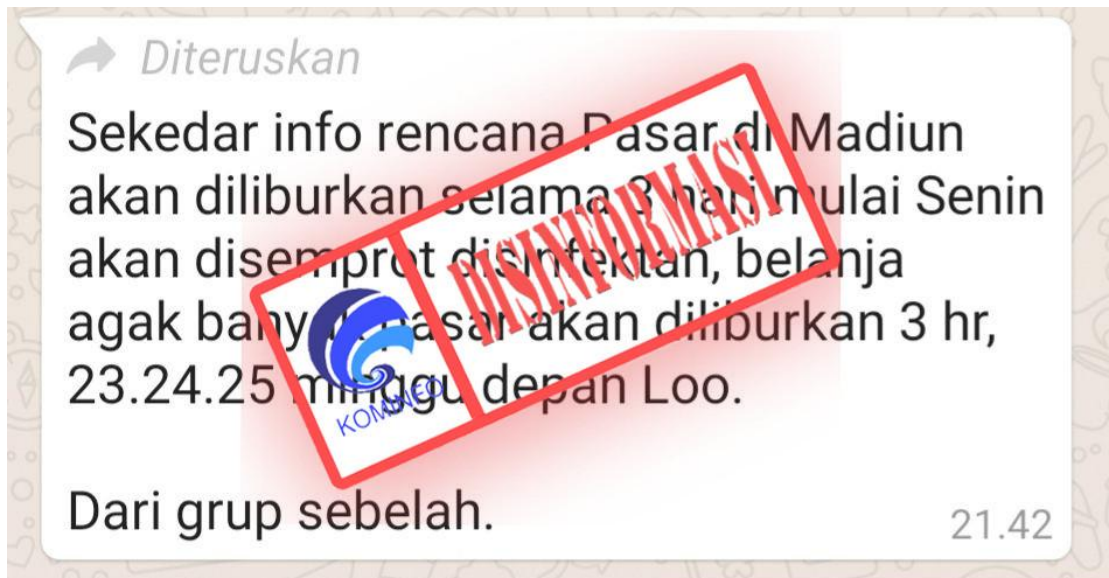 Diteruskan
Sekedar info rencana Pasar di Madiun
akan diliburkan selama 3 hari mulai Senin
akan disemprot disinfektan, belanja
agak banyak pasar akan diliburkan 3 hr,
23.24.25 minggu depan Loo.
Dari grup sebelah.
21.42
DISINFORMASI
KOMINFO